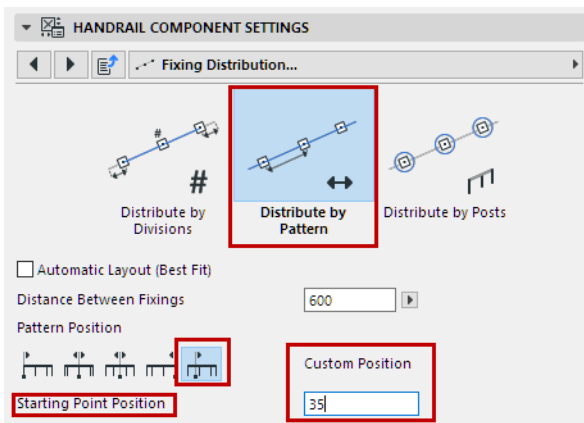 HANDRAIL COMPONENT SETTINGS
Fixing Distribution...
#
#
Distribute by
Divisions
Distribute by
Pattern
Distribute by Posts
Automatic Layout (Best Fit)
Distance Between Fixings 600
Pattern Position
Custom Position
Starting Point Position 35